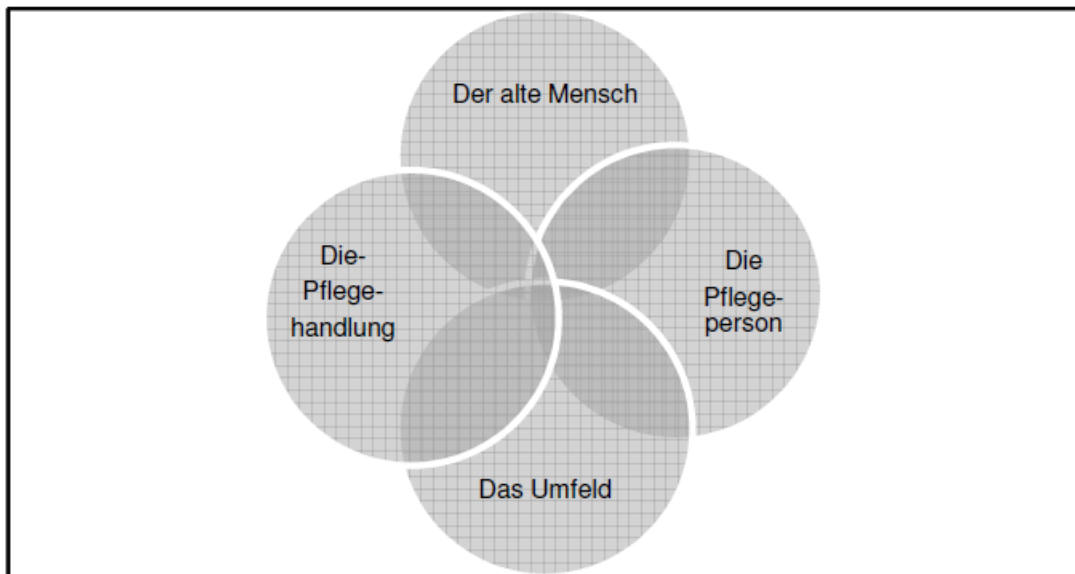 Der alte Mensch
Die-
Pflege-
handlung
Die
Pflege-
person
Das Umfeld